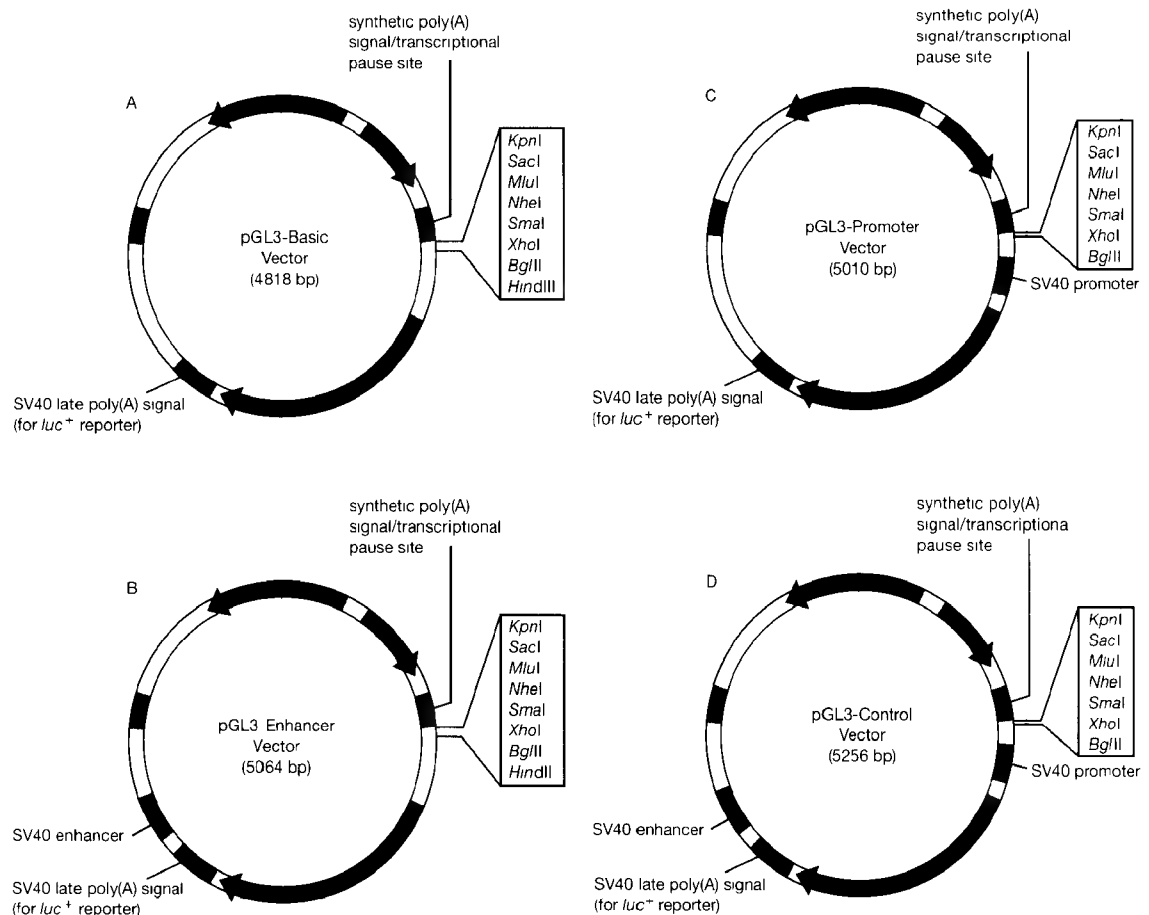 A
synthetic poly(A)
signal/transcriptional
pause site
pGL3-Basic
Vector
(4818 bp)
KpnI
SacI
MluI
NheI
SmaI
XhoI
BglII
HindIII
SV40 late poly(A) signal
(for luc+ reporter)
C
synthetic poly(A)
signal/transcriptional
pause site
pGL3-Promoter
Vector
(5010 bp)
KpnI
SacI
MluI
NheI
SmaI
XhoI
BglII
SV40 promoter
SV40 late poly(A) signal
(for luc+ reporter)
B
synthetic poly(A)
signal/transcriptional
pause site
pGL3 Enhancer
Vector
(5064 bp)
KpnI
SacI
MluI
NheI
SmaI
XhoI
BglII
HindII
SV40 enhancer
SV40 late poly(A) signal
(for luc+ reporter)
D
synthetic poly(A)
signal/transcriptiona
pause site
pGL3-Control
Vector
(5256 bp)
KpnI
SacI
MluI
NheI
SmaI
XhoI
BglII
SV40 promoter
SV40 enhancer
SV40 late poly(A) signal
(for luc+ reporter)